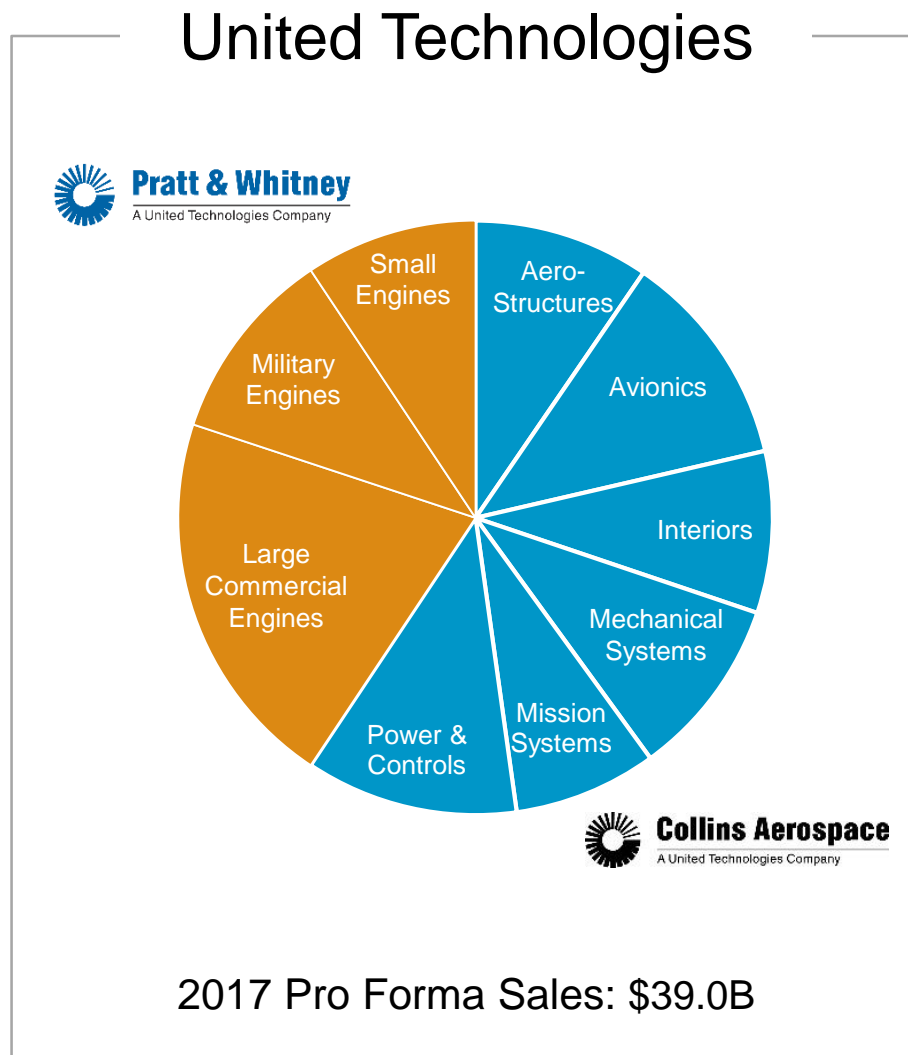 United Technologies
Pratt & Whitney
A United Technologies Company
Small
Engines
Aero-
Structures
Military
Engines
Avionics
Interiors
Large
Commercial
Engines
Mechanical
Systems
Mission
Systems
Power &
Controls
Collins Aerospace
A United Technologies Company
2017 Pro Forma Sales: $39.0B